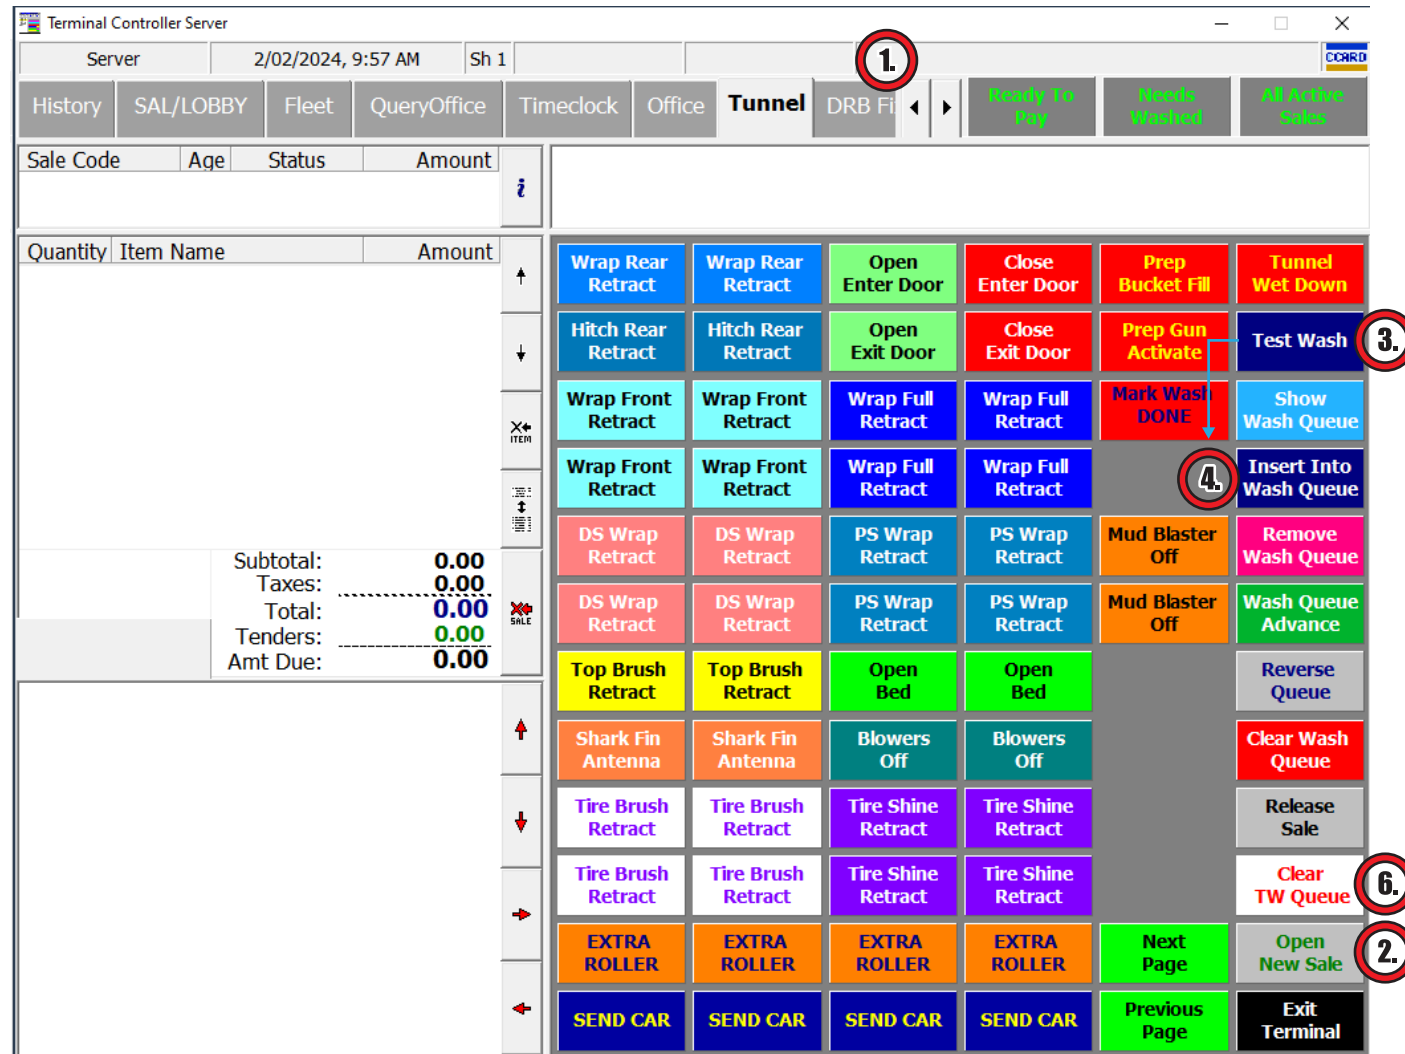 Terminal Controller Server
Server 2/02/2024, 9:57 AM Sh 1 1. CCARD
History SAL/LOBBY Fleet QueryOffice Timeclock Office Tunnel DRB Fi Ready To Pay Needs Washed All Active Sales
Sale Code Age Status Amount
i
Quantity Item Name Amount
Wrap Rear Wrap Rear Open Close Prep Tunnel
Retract Retract Enter Door Enter Door Bucket Fill Wet Down
Hitch Rear Hitch Rear Open Close Prep Gun Test Wash 3.
Retract Retract Exit Door Exit Door Activate
Wrap Front Wrap Front Wrap Full Wrap Full Mark Wash Show
Retract Retract Retract Retract DONE Wash Queue
X ITEM
Wrap Front Wrap Front Wrap Full Wrap Full 4. Insert Into
Retract Retract Retract Retract Wash Queue
DS Wrap DS Wrap PS Wrap PS Wrap Mud Blaster Remove
Retract Retract Retract Retract Off Wash Queue
Subtotal: 0.00
Taxes: 0.00
Total: 0.00
Tenders: 0.00
Amt Due: 0.00
X SALE
DS Wrap DS Wrap PS Wrap PS Wrap Mud Blaster Wash Queue
Retract Retract Retract Retract Off Advance
Top Brush Top Brush Open Open Reverse
Retract Retract Bed Bed Queue
Shark Fin Shark Fin Blowers Blowers Clear Wash
Antenna Antenna Off Off Queue
Tire Brush Tire Brush Tire Shine Tire Shine Release
Retract Retract Retract Retract Sale
Tire Brush Tire Brush Tire Shine Tire Shine Clear 6.
Retract Retract Retract Retract TW Queue
EXTRA EXTRA EXTRA EXTRA Next Open 2.
ROLLER ROLLER ROLLER ROLLER Page New Sale
SEND CAR SEND CAR SEND CAR SEND CAR Previous Exit
Page Terminal